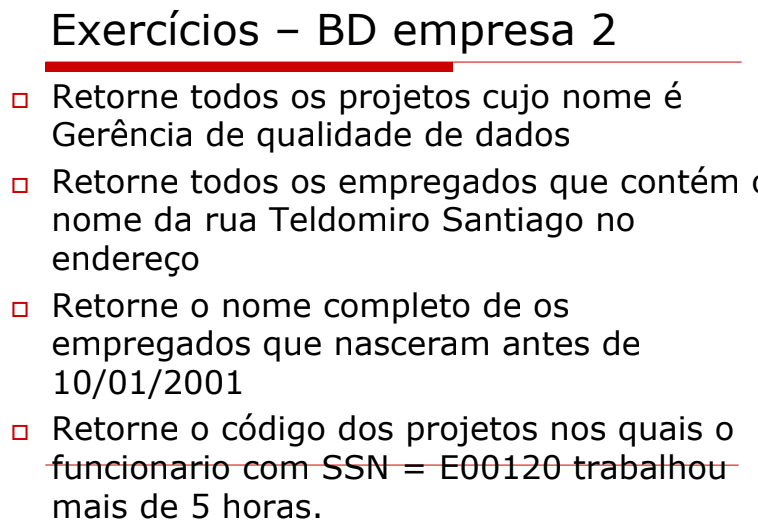 Exercícios – BD empresa 2
Retorne todos os projetos cujo nome é
Gerência de qualidade de dados
Retorne todos os empregados que contém o
nome da rua Teldomiro Santiago no
endereço
Retorne o nome completo de os
empregados que nasceram antes de
10/01/2001
Retorne o código dos projetos nos quais o
funcionario com SSN = E00120 trabalhou
mais de 5 horas.